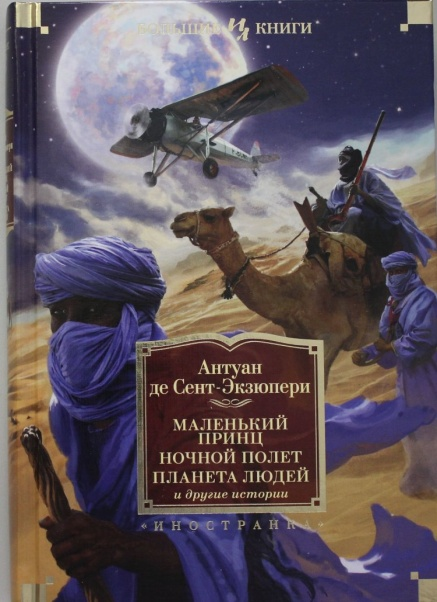 БОЛЬШИЕ КНИГИ
Антуан
де Сент-Экзюпери
МАЛЕНЬКИЙ
ПРИНЦ
НОЧНОЙ ПОЛЕТ
ПЛАНЕТА ЛЮДЕЙ
и другие истории
«ИНОСТРАНКА»